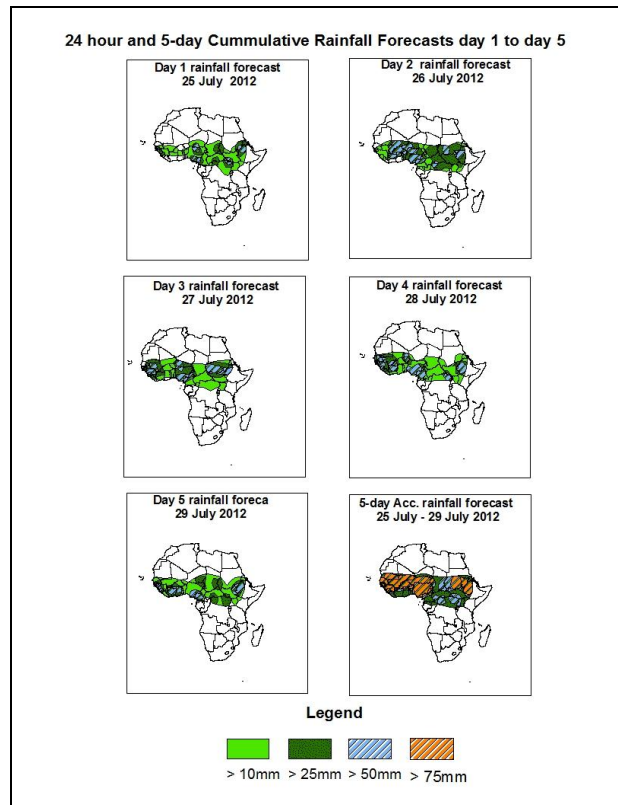 24 hour and 5-day Cummulative Rainfall Forecasts day 1 to day 5
Day 1 rainfall forecast
25 July 2012
Day 2 rainfall forecast
26 July 2012
Day 3 rainfall forecast
27 July 2012
Day 4 rainfall forecast
28 July 2012
Day 5 rainfall foreca
29 July 2012
5-day Acc. rainfall forecast
25 July - 29 July 2012
Legend
> 10mm > 25mm > 50mm > 75mm